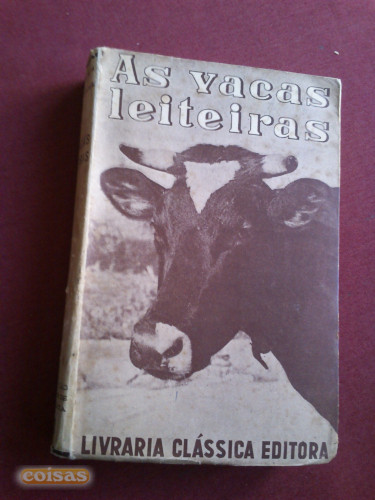 As vacas
leiteiras
LIVRARIA CLÁSSICA EDITORA
coisas